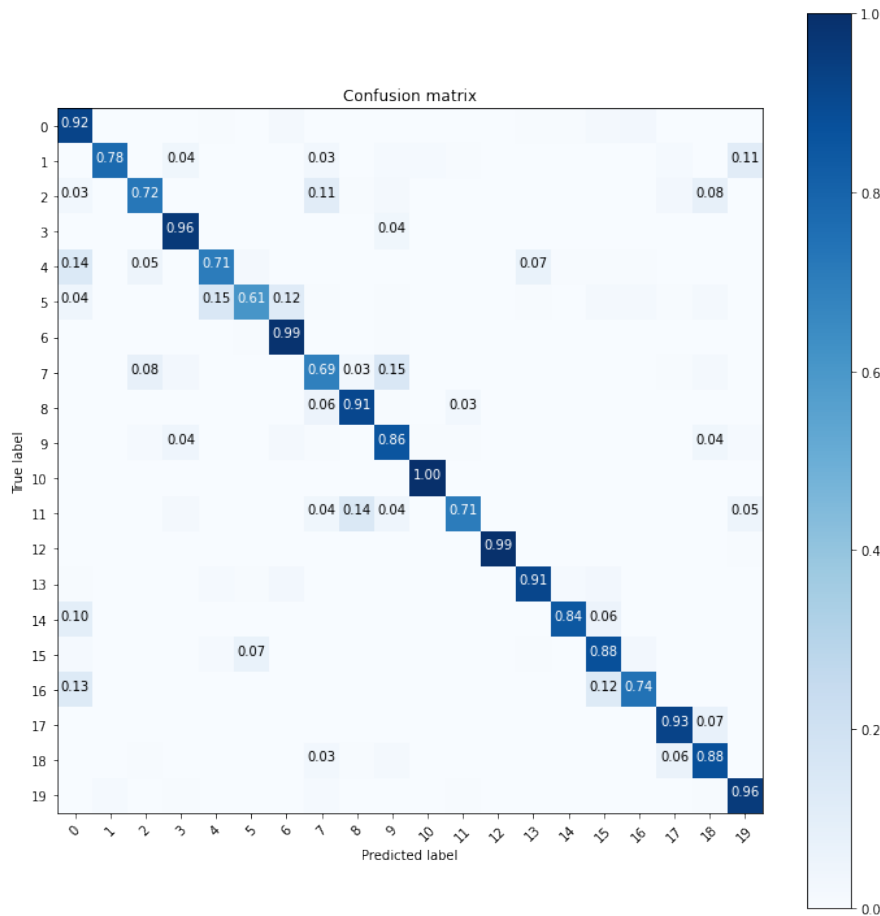 Confusion matrix
1.0
0 0.92
1 0.78 0.04 0.03 0.11
0.8
2 0.03 0.72 0.11 0.08
3 0.96 0.04
4 0.14 0.05 0.71 0.07
5 0.04 0.15 0.61 0.12
6 0.99
0.6
7 0.08 0.69 0.03 0.15
8 0.06 0.91 0.03
9 0.04 0.86 0.04
True label
10 1.00
11 0.04 0.14 0.04 0.71 0.05
0.4
12 0.99
13 0.91
14 0.10 0.84 0.06
15 0.07 0.88
16 0.13 0.12 0.74
0.2
17 0.93 0.07
18 0.03 0.06 0.88
19 0.96
0 1 2 3 4 5 6 7 8 9 10 11 12 13 14 15 16 17 18 19
Predicted label
0.0